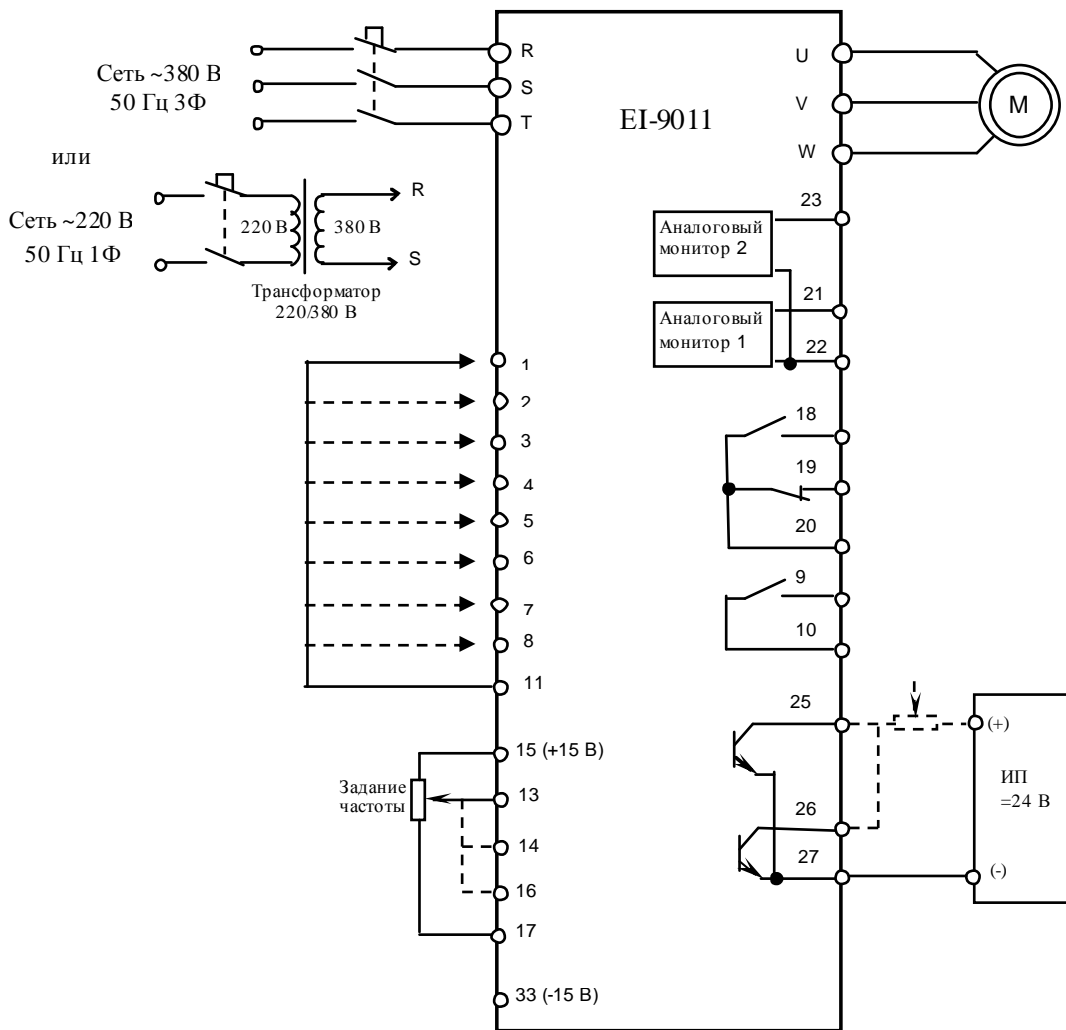 Сеть ~380 В
50 Гц 3Ф
или
Сеть ~220 В
50 Гц 1Ф
220 В
380 В
R
S
Трансформатор
220/380 В
R
S
T
EI-9011
U
V
W
M
23
Аналоговый
монитор 2
21
Аналоговый
монитор 1
22
1
2
3
4
5
6
7
8
11
18
19
20
9
10
15 (+15 В)
Задание
частоты
13
14
16
17
33 (-15 В)
25
26
27
(+)
ИП
=24 В
(-)